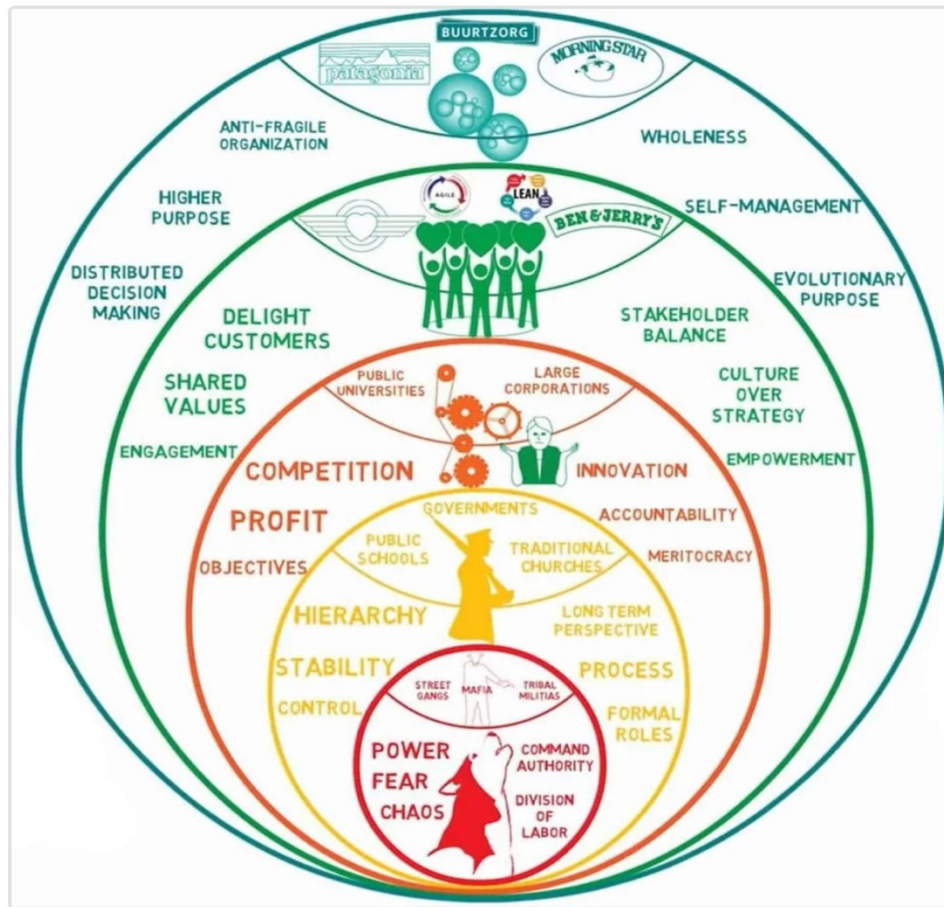 BUURTZORG
patagonia
MORNING STAR
ANTI-FRAGILE
ORGANIZATION
WHOLENESS
HIGHER
PURPOSE
SELF-MANAGEMENT
DISTRIBUTED
DECISION
MAKING
EVOLUTIONARY
PURPOSE
AGILE
LEAN
BEN & JERRY'S
DELIGHT
CUSTOMERS
STAKEHOLDER
BALANCE
SHARED
VALUES
CULTURE
OVER
STRATEGY
ENGAGEMENT
EMPOWERMENT
PUBLIC
UNIVERSITIES
LARGE
CORPORATIONS
COMPETITION
INNOVATION
PROFIT
ACCOUNTABILITY
OBJECTIVES
MERITOCRACY
GOVERNMENTS
PUBLIC
SCHOOLS
TRADITIONAL
CHURCHES
HIERARCHY
LONG TERM
PERSPECTIVE
STABILITY
PROCESS
CONTROL
FORMAL
ROLES
STREET
GANGS
MAFIA
TRIBAL
MILITIAS
POWER
FEAR
CHAOS
COMMAND
AUTHORITY
DIVISION
OF
LABOR